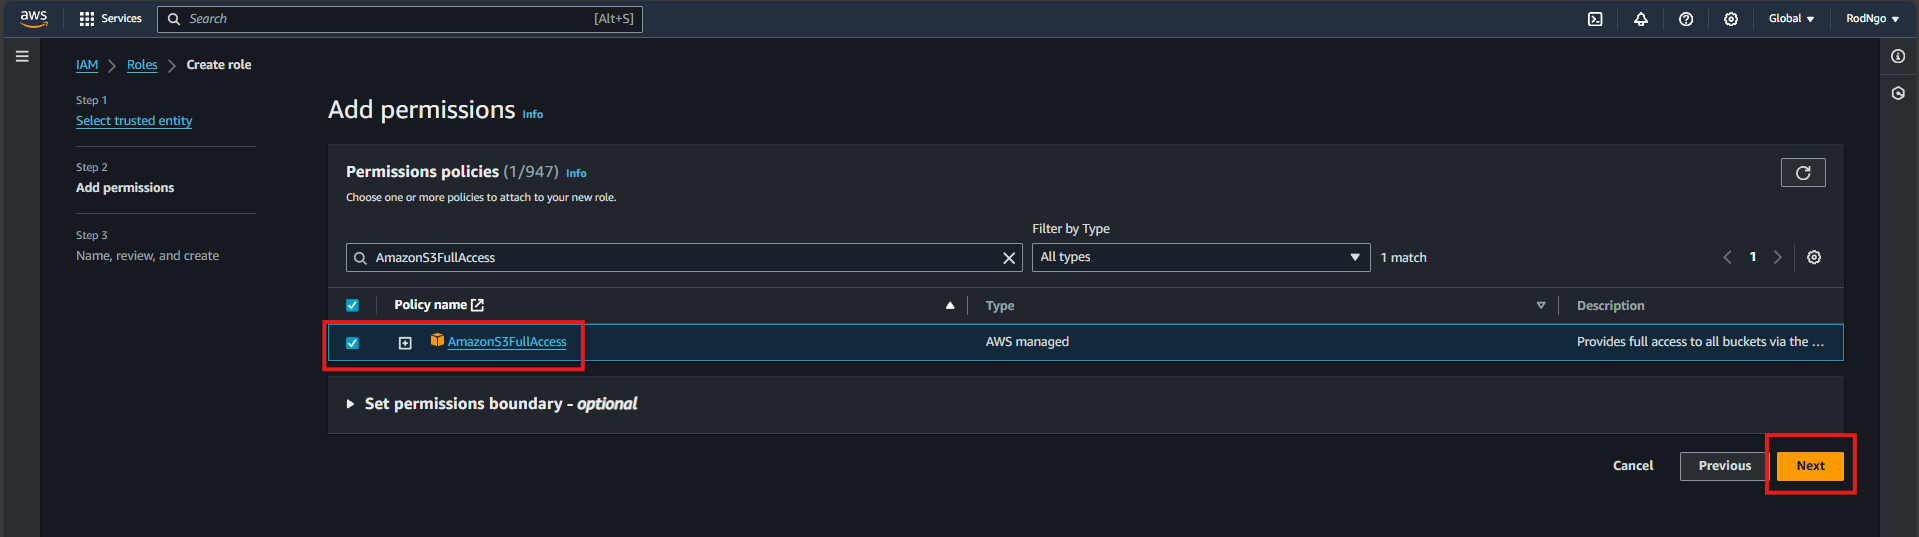 aws Services Search [Alt+S] Global RodNgo
IAM Roles Create role
Step 1
Select trusted entity
Step 2
Add permissions
Step 3
Name, review, and create
Add permissions Info
Permissions policies (1/947) Info
Choose one or more policies to attach to your new role.
Filter by Type
AmazonS3FullAccess All types 1 match 1
Policy name Type Description
AmazonS3FullAccess AWS managed Provides full access to all buckets via the ...
Set permissions boundary - optional
Cancel Previous Next